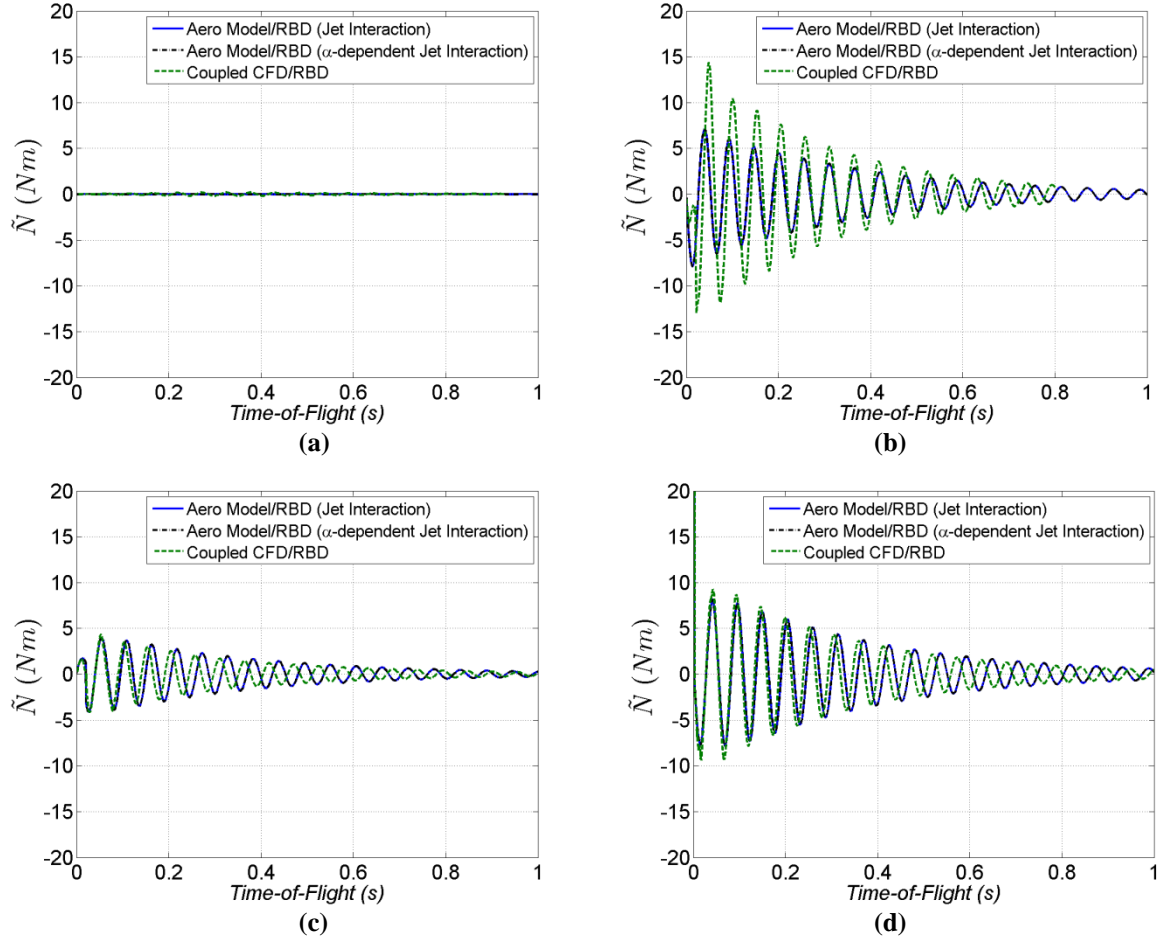 20
15
10
5
0
-5
-10
-15
-20
Ñ (Nm)
Aero Model/RBD (Jet Interaction)
Aero Model/RBD (α-dependent Jet Interaction)
Coupled CFD/RBD
0 0.2 0.4 0.6 0.8 1
Time-of-Flight (s)
(a)
20
15
10
5
0
-5
-10
-15
-20
Ñ (Nm)
Aero Model/RBD (Jet Interaction)
Aero Model/RBD (α-dependent Jet Interaction)
Coupled CFD/RBD
0 0.2 0.4 0.6 0.8 1
Time-of-Flight (s)
(b)
20
15
10
5
0
-5
-10
-15
-20
Ñ (Nm)
Aero Model/RBD (Jet Interaction)
Aero Model/RBD (α-dependent Jet Interaction)
Coupled CFD/RBD
0 0.2 0.4 0.6 0.8 1
Time-of-Flight (s)
(c)
20
15
10
5
0
-5
-10
-15
-20
Ñ (Nm)
Aero Model/RBD (Jet Interaction)
Aero Model/RBD (α-dependent Jet Interaction)
Coupled CFD/RBD
0 0.2 0.4 0.6 0.8 1
Time-of-Flight (s)
(d)